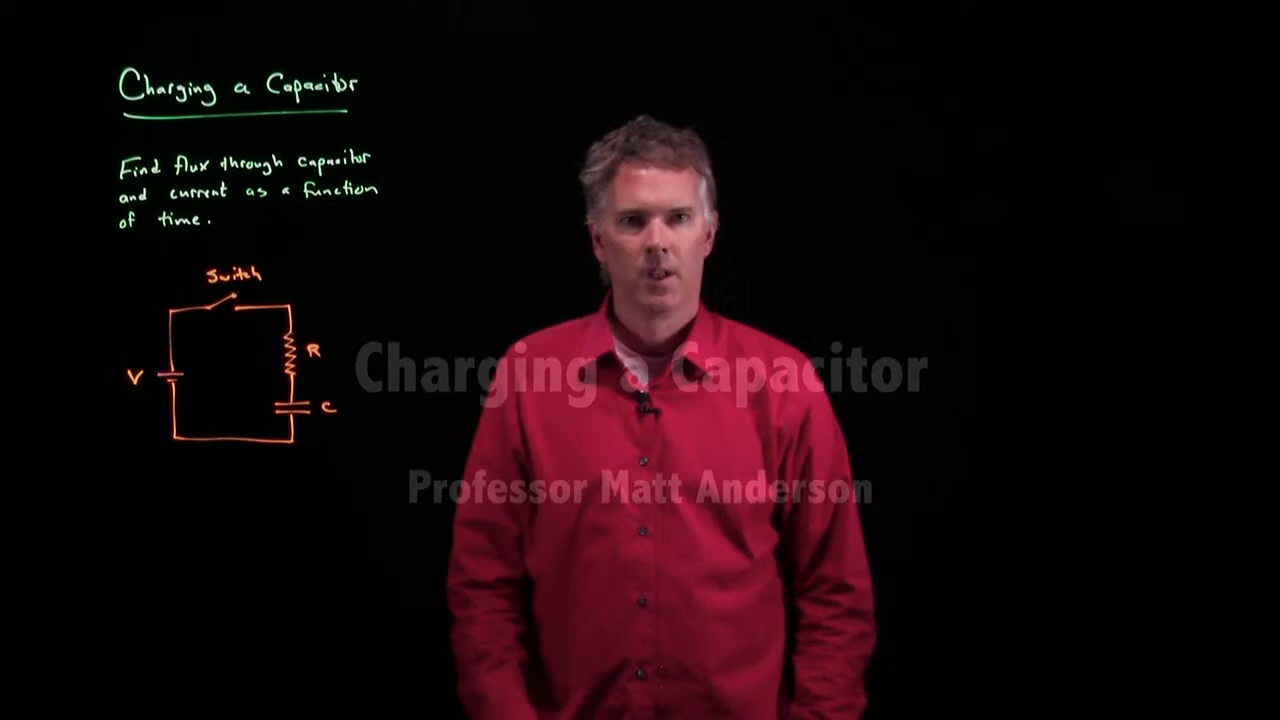 Charging a Capacitor
Find flux through capacitor
and current as a function
of time.
Switch
R
V
C
Charging a Capacitor
Professor Matt Anderson